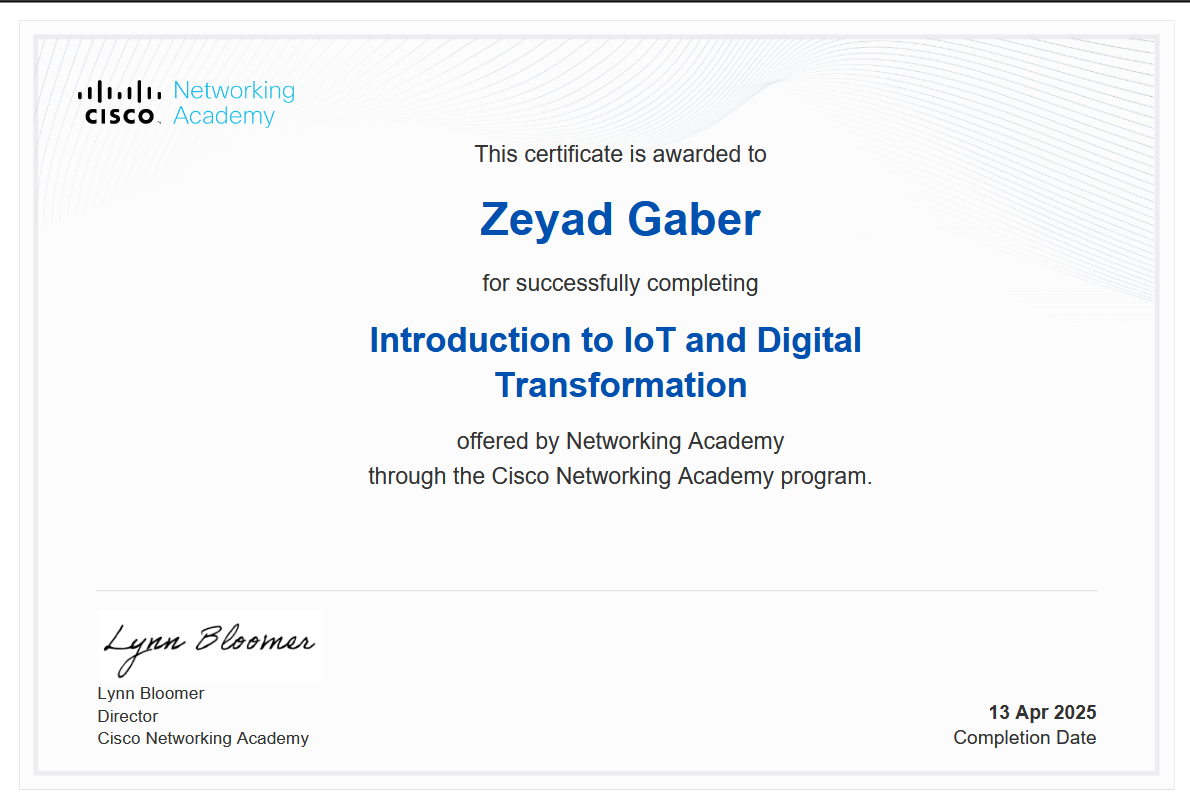 Networking
cisco Academy
This certificate is awarded to
Zeyad Gaber
for successfully completing
Introduction to IoT and Digital
Transformation
offered by Networking Academy
through the Cisco Networking Academy program.
Lynn Bloomer
Lynn Bloomer
Director
Cisco Networking Academy
13 Apr 2025
Completion Date